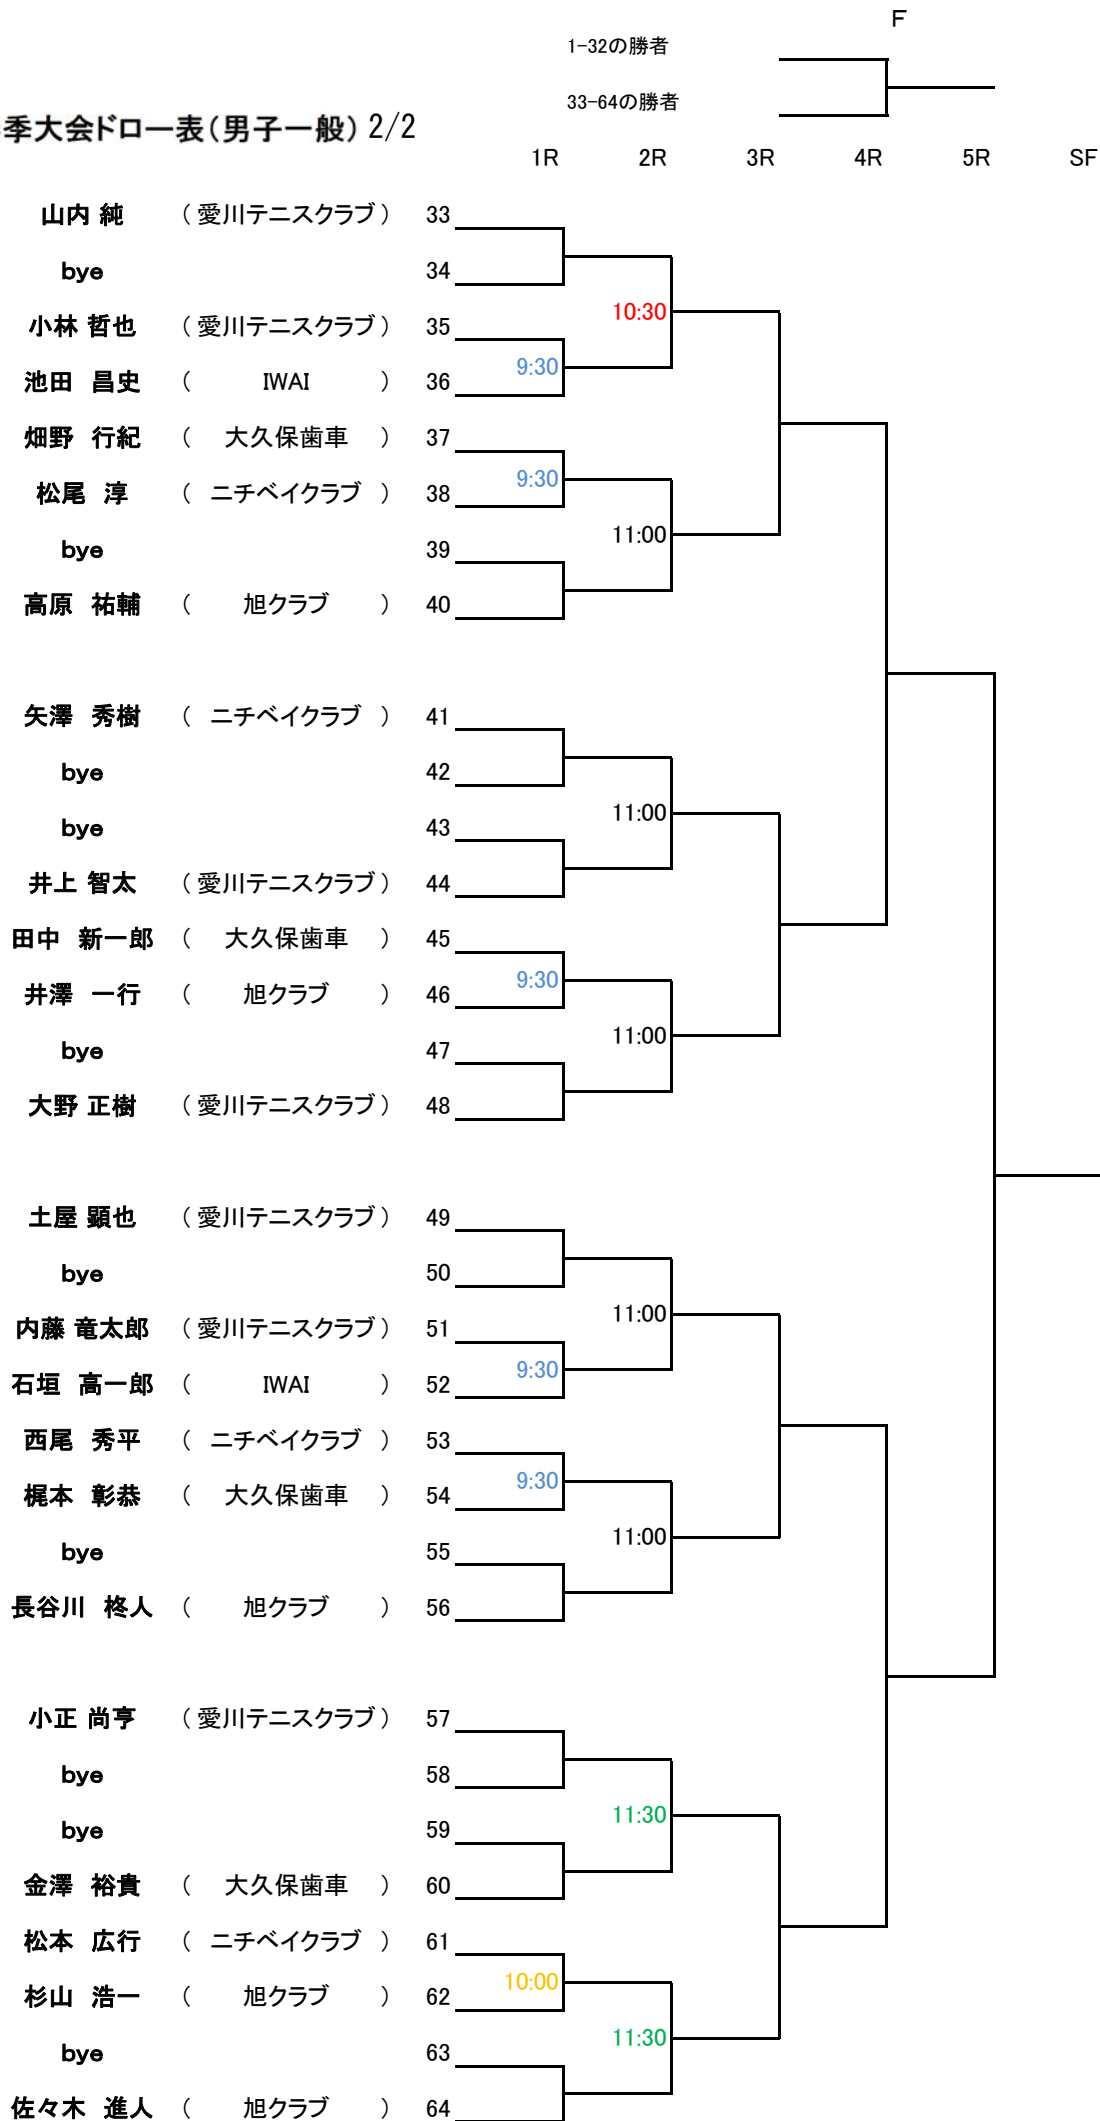 F
1-32の勝者
33-64の勝者
季大会ドロー表(男子一般) 2/2
1R 2R 3R 4R 5R SF
山内 純 (愛川テニスクラブ) 33
bye 34
10:30
小林 哲也 (愛川テニスクラブ) 35
9:30
池田 昌史 ( IWAI ) 36
畑野 行紀 ( 大久保歯車 ) 37
9:30
松尾 淳 ( ニチベイクラブ ) 38
11:00
bye 39
高原 祐輔 ( 旭クラブ ) 40
矢澤 秀樹 ( ニチベイクラブ ) 41
bye 42
11:00
bye 43
井上 智太 (愛川テニスクラブ) 44
田中 新一郎 ( 大久保歯車 ) 45
9:30
井澤 一行 ( 旭クラブ ) 46
11:00
bye 47
大野 正樹 (愛川テニスクラブ) 48
土屋 顕也 (愛川テニスクラブ) 49
bye 50
11:00
内藤 竜太郎 (愛川テニスクラブ) 51
9:30
石垣 高一郎 ( IWAI ) 52
西尾 秀平 ( ニチベイクラブ ) 53
9:30
梶本 彰恭 ( 大久保歯車 ) 54
11:00
bye 55
長谷川 柊人 ( 旭クラブ ) 56
小正 尚亨 (愛川テニスクラブ) 57
bye 58
11:30
bye 59
金澤 裕貴 ( 大久保歯車 ) 60
松本 広行 ( ニチベイクラブ ) 61
10:00
杉山 浩一 ( 旭クラブ ) 62
11:30
bye 63
佐々木 進人 ( 旭クラブ ) 64